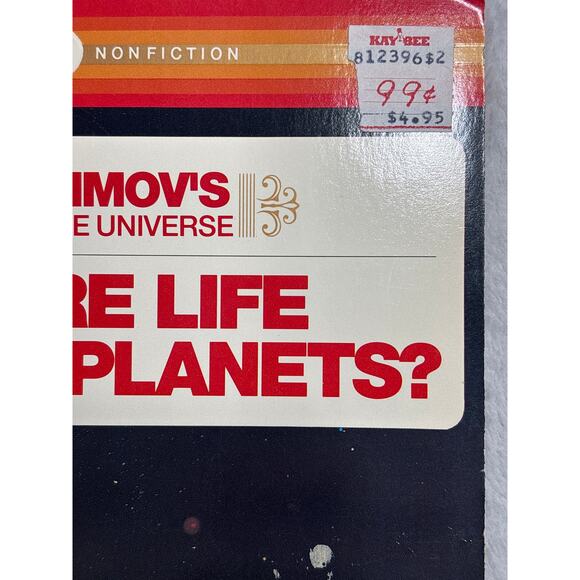 NONFICTION
KAY BEE
812396$2
99¢
$4.95
IMOV'S
E UNIVERSE
RE LIFE
PLANETS?